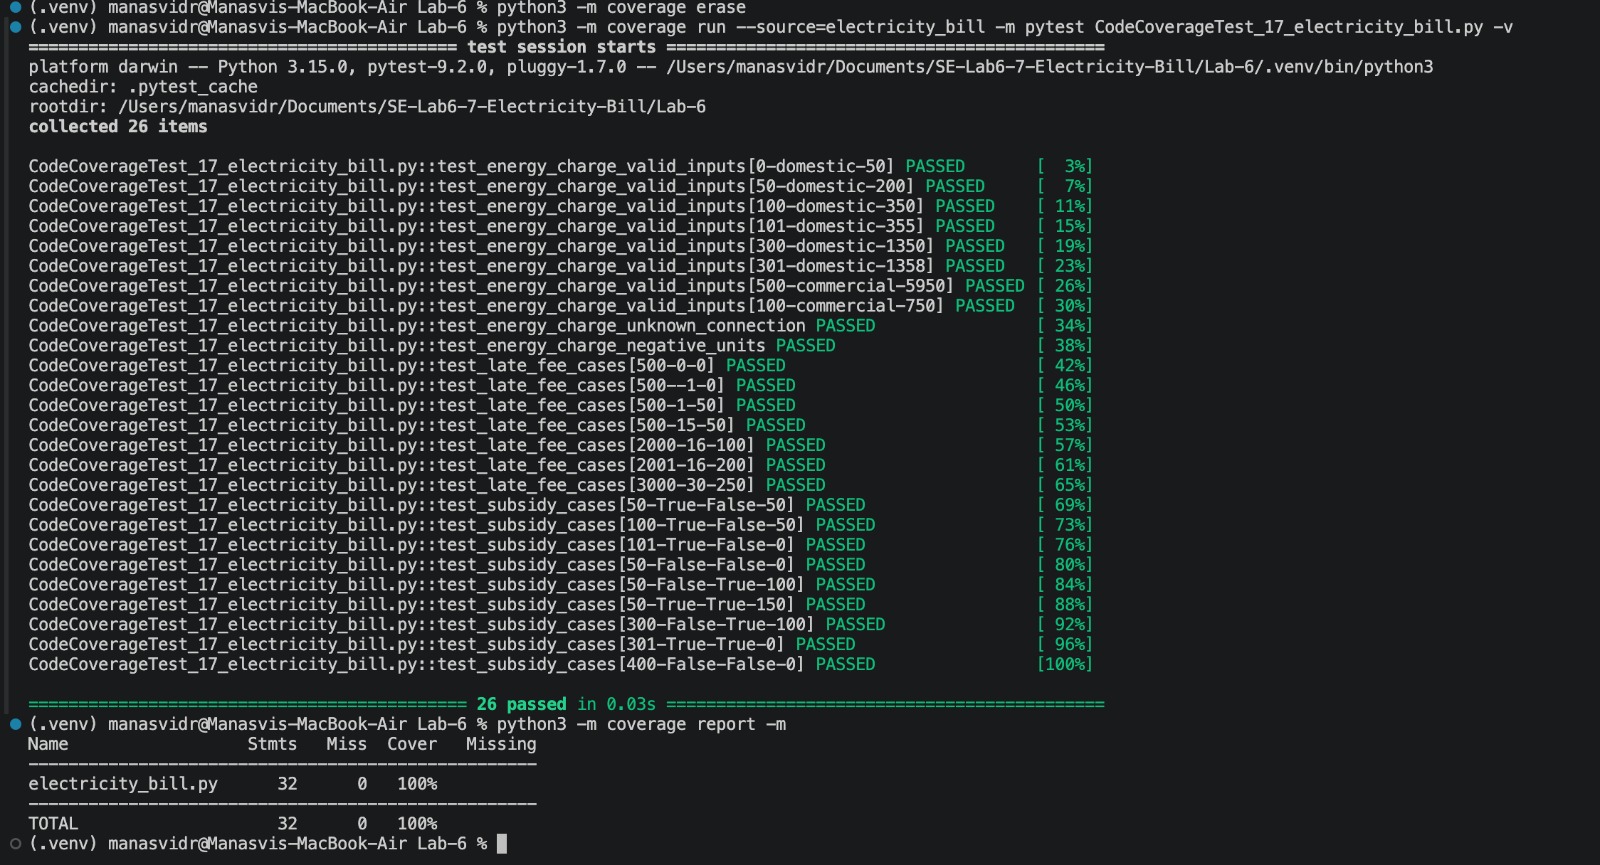 (.venv) manasvidr@Manasvis-MacBook-Air Lab-6 % python3 -m coverage erase
(.venv) manasvidr@Manasvis-MacBook-Air Lab-6 % python3 -m coverage run --source=electricity_bill -m pytest CodeCoverageTest_17_electricity_bill.py -v
=========================================== test session starts ============================================
platform darwin -- Python 3.15.0, pytest-9.2.0, pluggy-1.7.0 -- /Users/manasvidr/Documents/SE-Lab6-7-Electricity-Bill/Lab-6/.venv/bin/python3
cachedir: .pytest_cache
rootdir: /Users/manasvidr/Documents/SE-Lab6-7-Electricity-Bill/Lab-6
collected 26 items
CodeCoverageTest_17_electricity_bill.py::test_energy_charge_valid_inputs[0-domestic-50] PASSED [  3%]
CodeCoverageTest_17_electricity_bill.py::test_energy_charge_valid_inputs[50-domestic-200] PASSED [  7%]
CodeCoverageTest_17_electricity_bill.py::test_energy_charge_valid_inputs[100-domestic-350] PASSED [ 11%]
CodeCoverageTest_17_electricity_bill.py::test_energy_charge_valid_inputs[101-domestic-355] PASSED [ 15%]
CodeCoverageTest_17_electricity_bill.py::test_energy_charge_valid_inputs[300-domestic-1350] PASSED [ 19%]
CodeCoverageTest_17_electricity_bill.py::test_energy_charge_valid_inputs[301-domestic-1358] PASSED [ 23%]
CodeCoverageTest_17_electricity_bill.py::test_energy_charge_valid_inputs[500-commercial-5950] PASSED [ 26%]
CodeCoverageTest_17_electricity_bill.py::test_energy_charge_valid_inputs[100-commercial-750] PASSED [ 30%]
CodeCoverageTest_17_electricity_bill.py::test_energy_charge_unknown_connection PASSED [ 34%]
CodeCoverageTest_17_electricity_bill.py::test_energy_charge_negative_units PASSED [ 38%]
CodeCoverageTest_17_electricity_bill.py::test_late_fee_cases[500-0-0] PASSED [ 42%]
CodeCoverageTest_17_electricity_bill.py::test_late_fee_cases[500--1-0] PASSED [ 46%]
CodeCoverageTest_17_electricity_bill.py::test_late_fee_cases[500-1-50] PASSED [ 50%]
CodeCoverageTest_17_electricity_bill.py::test_late_fee_cases[500-15-50] PASSED [ 53%]
CodeCoverageTest_17_electricity_bill.py::test_late_fee_cases[2000-16-100] PASSED [ 57%]
CodeCoverageTest_17_electricity_bill.py::test_late_fee_cases[2001-16-200] PASSED [ 61%]
CodeCoverageTest_17_electricity_bill.py::test_late_fee_cases[3000-30-250] PASSED [ 65%]
CodeCoverageTest_17_electricity_bill.py::test_subsidy_cases[50-True-False-50] PASSED [ 69%]
CodeCoverageTest_17_electricity_bill.py::test_subsidy_cases[100-True-False-50] PASSED [ 73%]
CodeCoverageTest_17_electricity_bill.py::test_subsidy_cases[101-True-False-0] PASSED [ 76%]
CodeCoverageTest_17_electricity_bill.py::test_subsidy_cases[50-False-False-0] PASSED [ 80%]
CodeCoverageTest_17_electricity_bill.py::test_subsidy_cases[50-False-True-100] PASSED [ 84%]
CodeCoverageTest_17_electricity_bill.py::test_subsidy_cases[50-True-True-150] PASSED [ 88%]
CodeCoverageTest_17_electricity_bill.py::test_subsidy_cases[300-False-True-100] PASSED [ 92%]
CodeCoverageTest_17_electricity_bill.py::test_subsidy_cases[301-True-True-0] PASSED [ 96%]
CodeCoverageTest_17_electricity_bill.py::test_subsidy_cases[400-False-False-0] PASSED [100%]
============================================ 26 passed in 0.03s ============================================
(.venv) manasvidr@Manasvis-MacBook-Air Lab-6 % python3 -m coverage report -m
Name                  Stmts   Miss  Cover   Missing
---------------------------------------------------
electricity_bill.py      32      0   100%
---------------------------------------------------
TOTAL                    32      0   100%
(.venv) manasvidr@Manasvis-MacBook-Air Lab-6 %